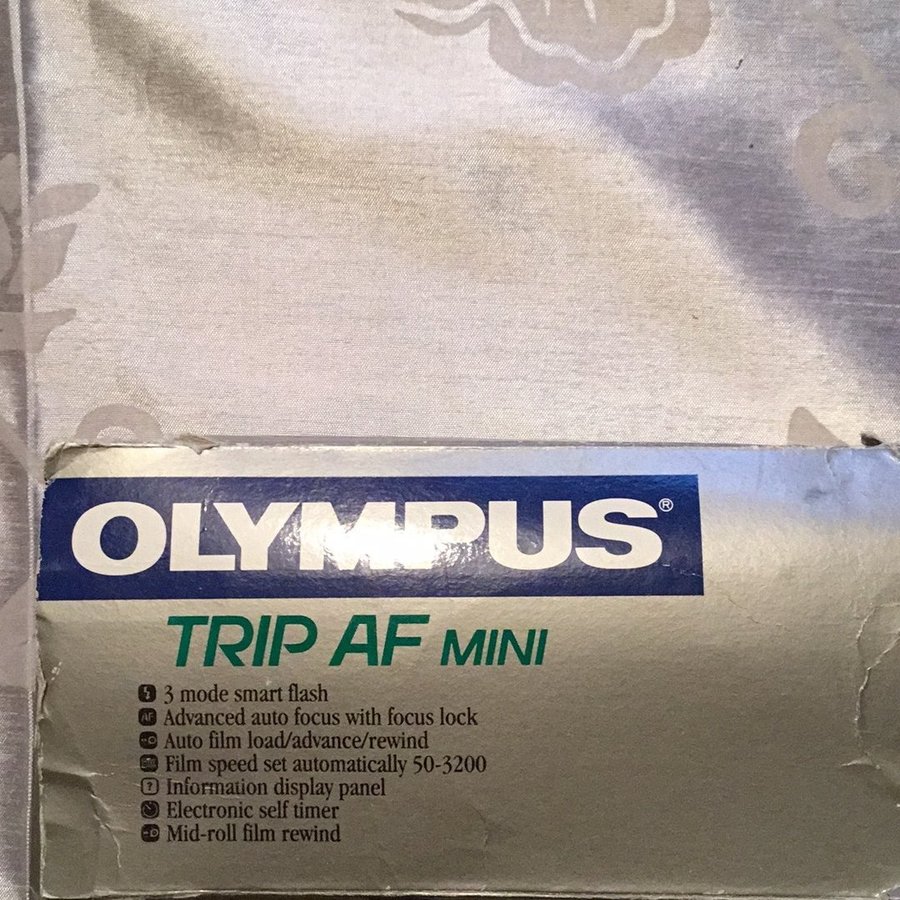 OLYMPUS®
TRIP AF MINI
3 mode smart flash
AF Advanced auto focus with focus lock
Auto film load/advance/rewind
Film speed set automatically 50-3200
? Information display panel
Electronic self timer
Mid-roll film rewind